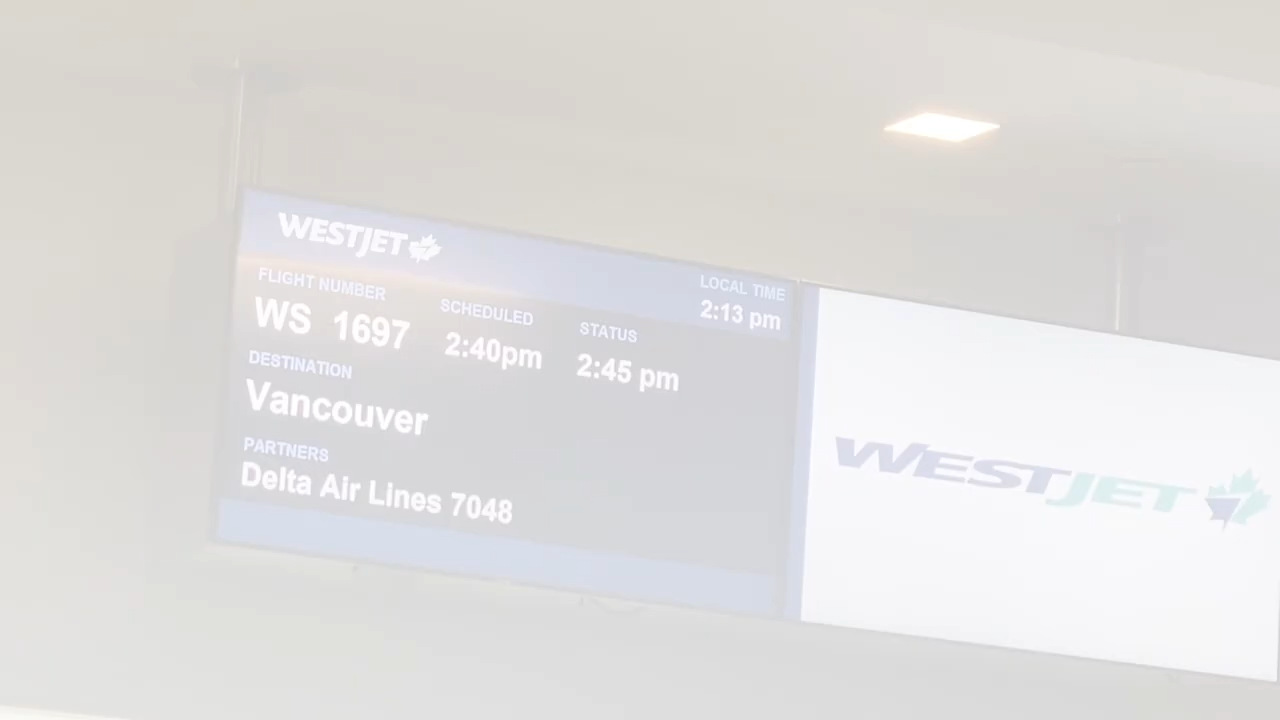 WESTJET
LOCAL TIME
2:13 pm
FLIGHT NUMBER SCHEDULED STATUS
WS 1697 2:40pm 2:45 pm
DESTINATION
Vancouver
PARTNERS
Delta Air Lines 7048
WESTJET